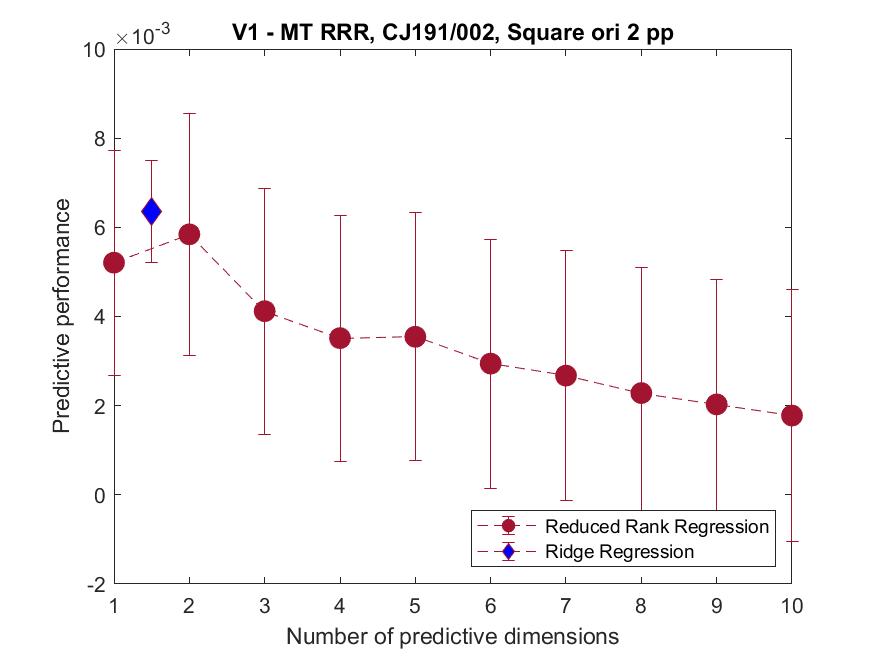 V1 - MT RRR, CJ191/002, Square ori 2 pp
×10-3
10
8
6
4
2
0
-2
Predictive performance
1 2 3 4 5 6 7 8 9 10
Number of predictive dimensions
Reduced Rank Regression
Ridge Regression